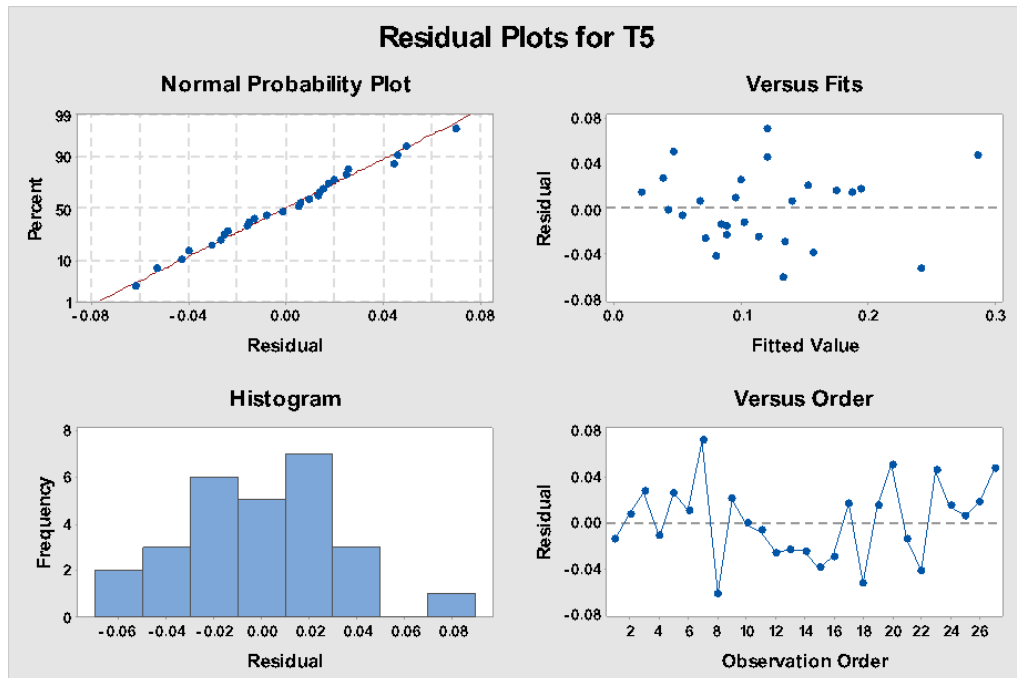 Residual Plots for T5
Normal Probability Plot
99
90
50
10
1
Percent
-0.08 -0.04 0.00 0.04 0.08
Residual
Versus Fits
0.08
0.04
0.00
-0.04
-0.08
Residual
0.0 0.1 0.2 0.3
Fitted Value
Histogram
8
6
4
2
0
Frequency
-0.06 -0.04 -0.02 0.00 0.02 0.04 0.06 0.08
Residual
Versus Order
0.08
0.04
0.00
-0.04
-0.08
Residual
2 4 6 8 10 12 14 16 18 20 22 24 26
Observation Order